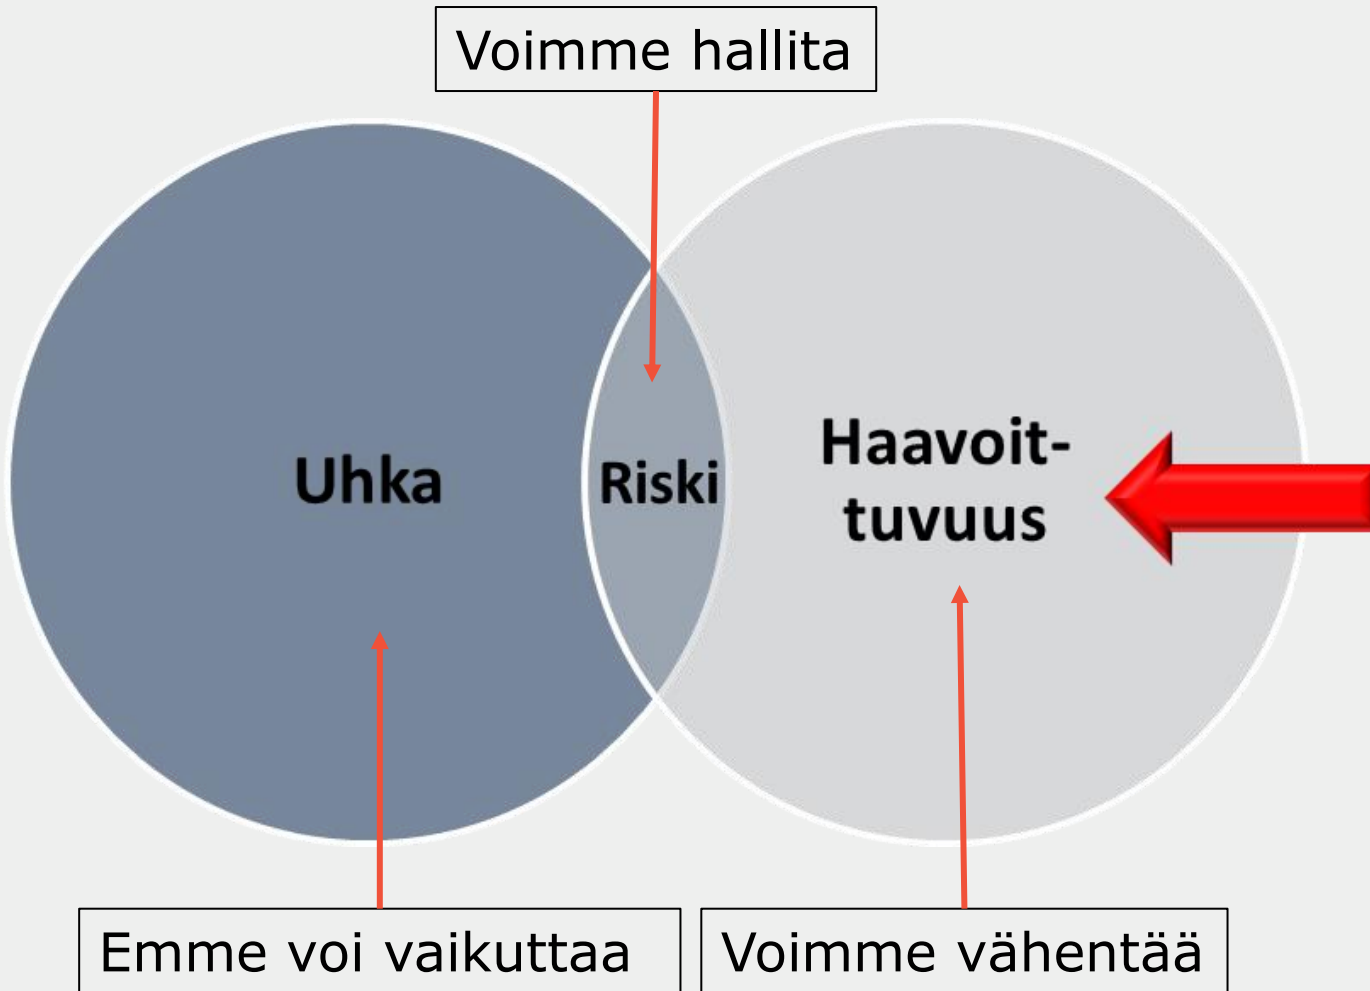 Voimme hallita
Uhka
Riski
Haavoit-
tuvuus
Emme voi vaikuttaa
Voimme vähentää